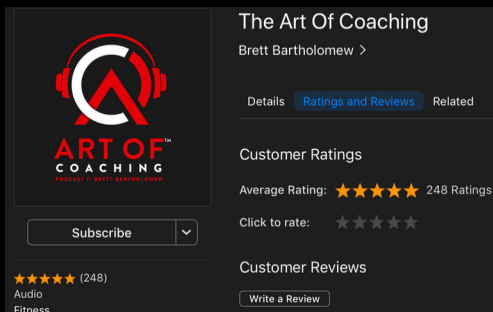 ART OF™
COACHING
PODCAST // BRETT BARTHOLOMEW
Subscribe
(248)
Audio
Fitness
The Art Of Coaching
Brett Bartholomew >
Details Ratings and Reviews Related
Customer Ratings
Average Rating: 248 Ratings
Click to rate:
Customer Reviews
Write a Review